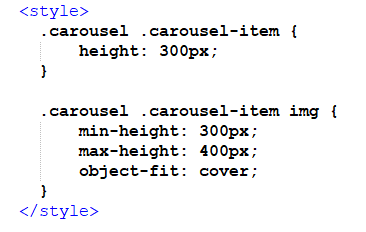 <style>
.carousel .carousel-item {
height: 300px;
}
.carousel .carousel-item img {
min-height: 300px;
max-height: 400px;
object-fit: cover;
}
</style>